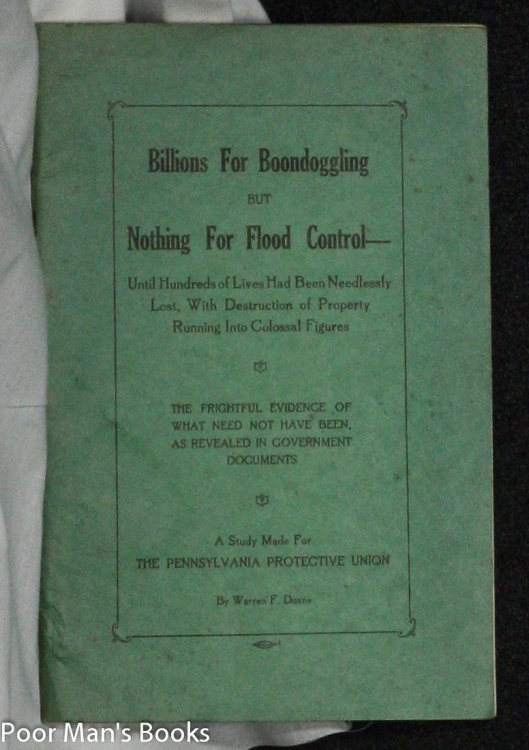 Billions For Boondoggling
BUT
Nothing For Flood Control—
Until Hundreds of Lives Had Been Needlessly
Lost, With Destruction of Property
Running Into Colossal Figures
THE FRIGHTFUL EVIDENCE OF
WHAT NEED NOT HAVE BEEN,
AS REVEALED IN GOVERNMENT
DOCUMENTS
A Study Made For
THE PENNSYLVANIA PROTECTIVE UNION
By Warren F. Doane
Poor Man's Books